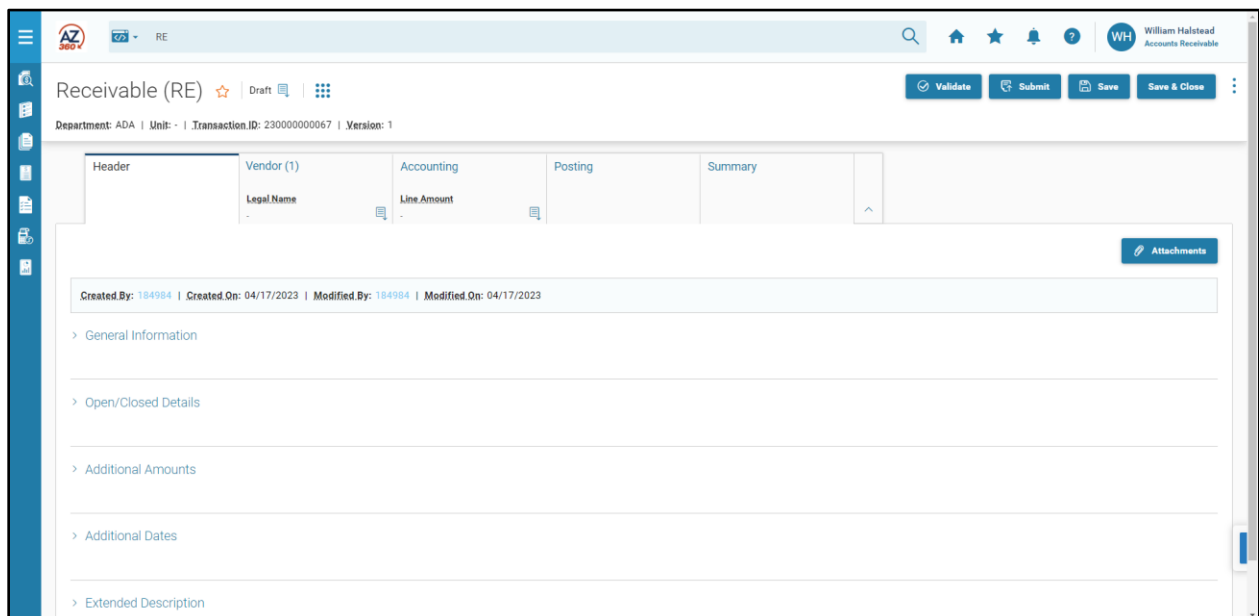 AZ
360
RE
William Halstead
WH
Accounts Receivable
Receivable (RE) Draft
Validate Submit Save Save & Close
Department: ADA | Unit: - | Transaction ID: 230000000067 | Version: 1
Header Vendor (1) Accounting Posting Summary
Legal Name Line Amount
- -
Attachments
Created By: 184984 | Created On: 04/17/2023 | Modified By: 184984 | Modified On: 04/17/2023
General Information
Open/Closed Details
Additional Amounts
Additional Dates
Extended Description